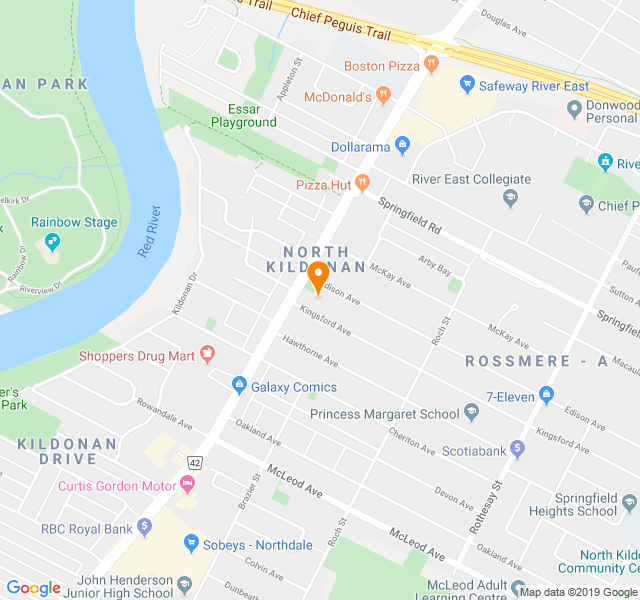 Trail
Chief Peguis Trail
Douglas Ave
Boston Pizza
Safeway River East
AN PARK
Appleton St
McDonald's
Essar
Playground
Donwood
Personal
Dollarama
River East Collegiate
Rive
Pizza Hut
Springfield Rd
Chief P
elkirk Dr
Rainbow Stage
Red River
NORTH
KILDONAN
Arby Bay
McKay Ave
Rainbow Dr
Riverview Dr
Kildonan Dr
dison Ave
Paufe
Sutton A
Springfie
Kingsford Ave
Roch St
McKay Ave
Shoppers Drug Mart
Hawthorne Ave
ROSSMERE - A
Macaula
er's
Park
Galaxy Comics
7-Eleven
Rowandale Ave
Princess Margaret School
Edison Ave
KILDONAN
DRIVE
Oakland Ave
Cheriton Ave
Kingsford Ave
Scotiabank
42
McLeod Ave
Curtis Gordon Motor
Brazier St
Devon Ave
Rothesay St
Springfield
Heights School
RBC Royal Bank
Roch St
McLeod Ave
Sobeys - Northdale
Oakland Ave
North Kildo
Community Ce
Colvin Ave
John Henderson
Junior High School
Dunbeath
McLeod Adult
Learning Centre
Google
Map data ©2019 Google